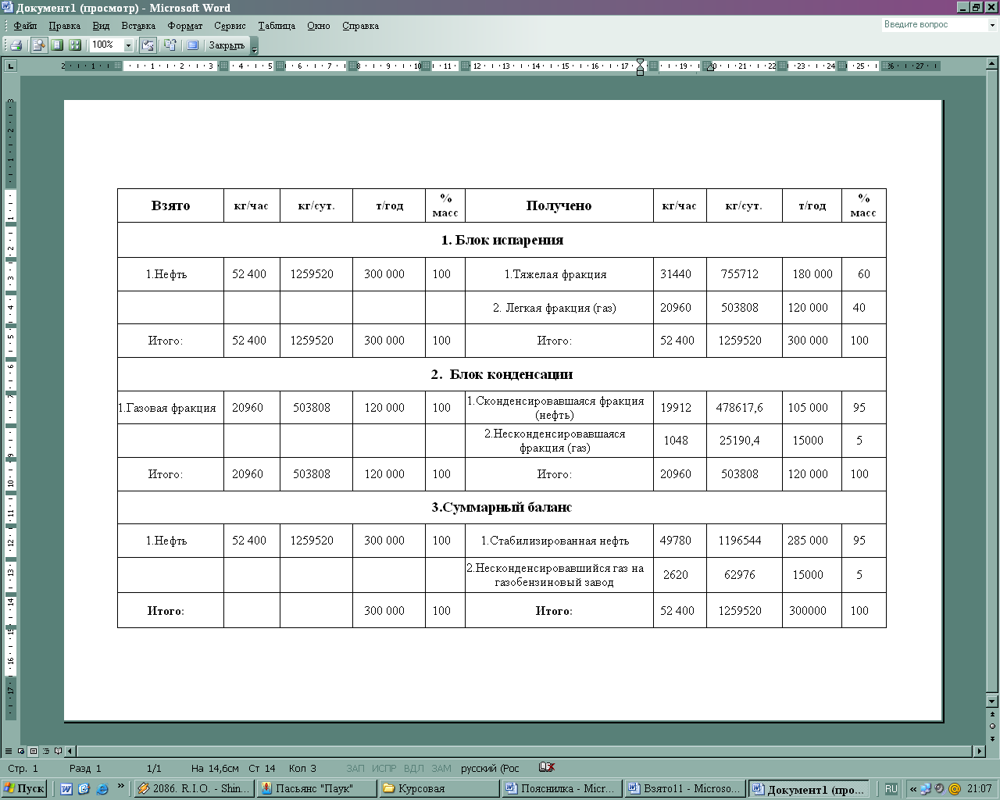 Документ1 (просмотр) - Microsoft Word
Файл Правка Вид Вставка Формат Сервис Таблица Окно Справка
Введите вопрос
100% Закрыть
Взято кг/час кг/сут. т/год % масс Получено кг/час кг/сут. т/год % масс
1. Блок испарения
1.Нефть 52 400 1259520 300 000 100 1.Тяжелая фракция 31440 755712 180 000 60
2. Легкая фракция (газ) 20960 503808 120 000 40
Итого: 52 400 1259520 300 000 100 Итого: 52 400 1259520 300 000 100
2. Блок конденсации
1.Газовая фракция 20960 503808 120 000 100 1.Сконденсировавшаяся фракция (нефть) 19912 478617,6 105 000 95
2.Несконденсировавшаяся фракция (газ) 1048 25190,4 15000 5
Итого: 20960 503808 120 000 100 Итого: 20960 503808 120 000 100
3.Суммарный баланс
1.Нефть 52 400 1259520 300 000 100 1.Стабилизированная нефть 49780 1196544 285 000 95
2.Несконденсировавшийся газ на газобензиновый завод 2620 62976 15000 5
Итого: 300 000 100 Итого: 52 400 1259520 300000 100
Стр. 1 Разд 1 1/1 На 14,6см Ст 14 Кол 3 ЗАП ИСПР ВДЛ ЗАМ русский (Рос
Пуск » 2086. R.I.O. - Shin... Пасьянс "Паук" Курсовая Пояснилка - Micr... Взято11 - Microso... Документ1 (про... RU « 21:07